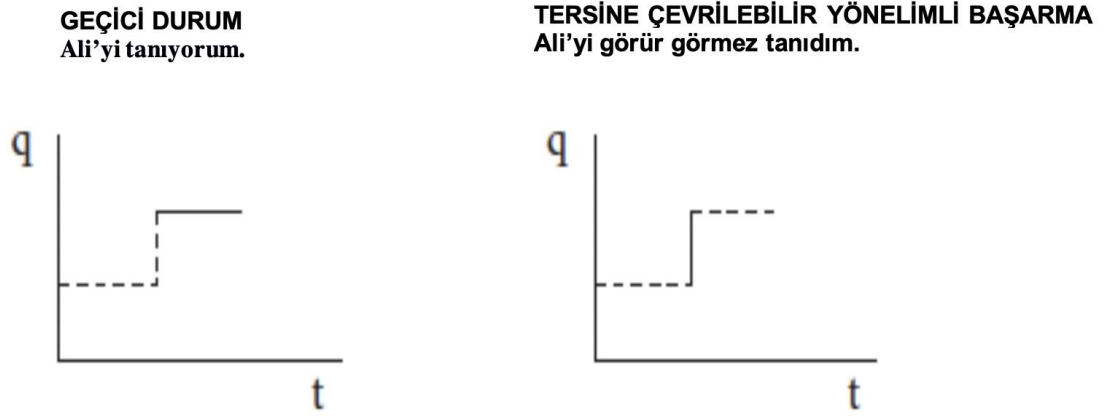 GEÇİCİ DURUM
Ali’yi tanıyorum.
q
t
TERSİNE ÇEVRİLEBİLİR YÖNELİMLİ BAŞARMA
Ali’yi görür görmez tanıdım.
q
t